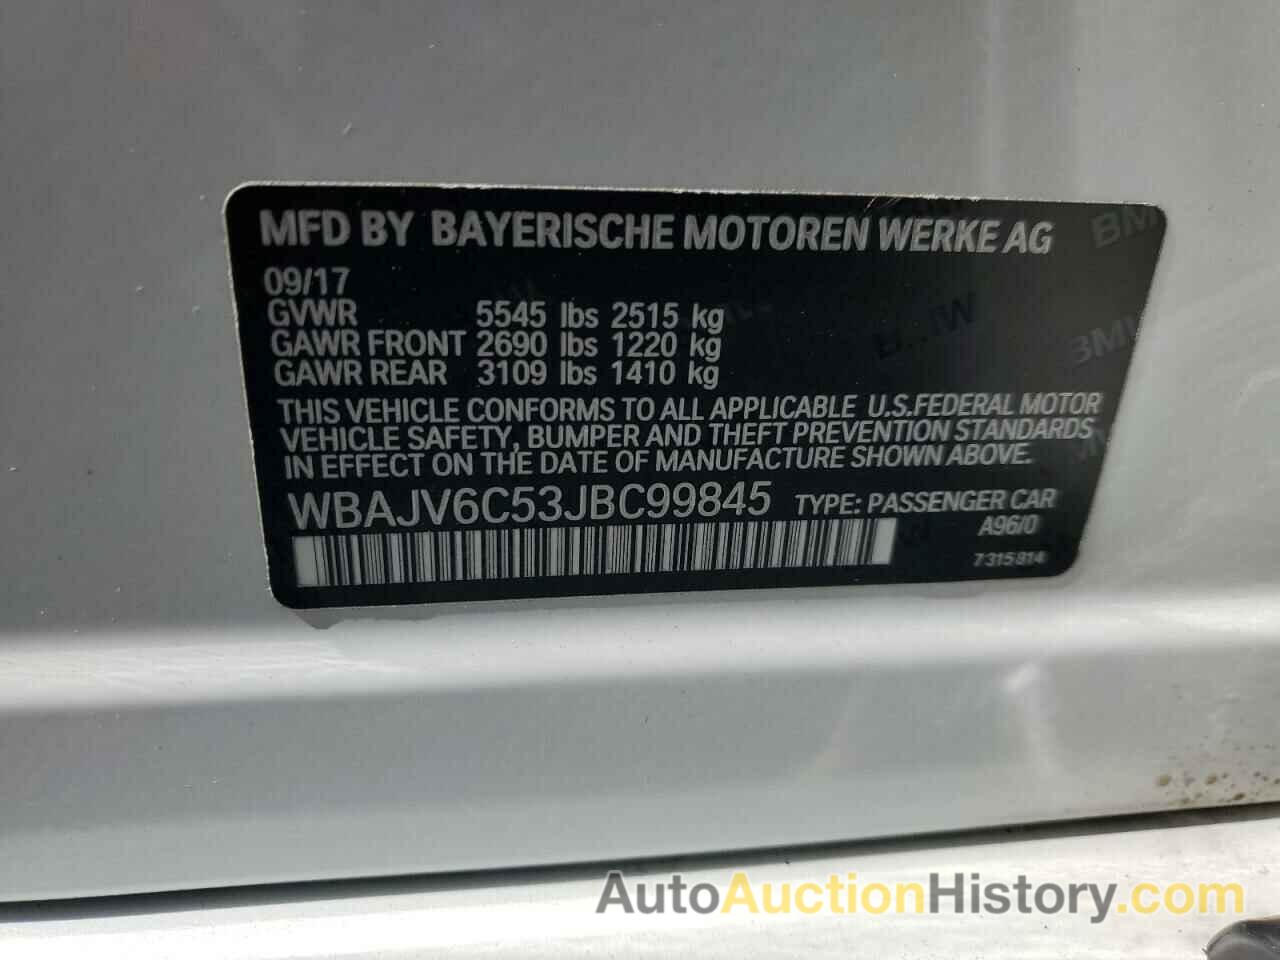 MFD BY BAYERISCHE MOTOREN WERKE AG
09/17
GVWR 5545 lbs 2515 kg
GAWR FRONT 2690 lbs 1220 kg
GAWR REAR 3109 lbs 1410 kg
THIS VEHICLE CONFORMS TO ALL APPLICABLE U.S.FEDERAL MOTOR
VEHICLE SAFETY, BUMPER AND THEFT PREVENTION STANDARDS
IN EFFECT ON THE DATE OF MANUFACTURE SHOWN ABOVE.
WBAJV6C53JBC99845 TYPE: PASSENGER CAR
A96/0
7315814
AutoAuctionHistory.com